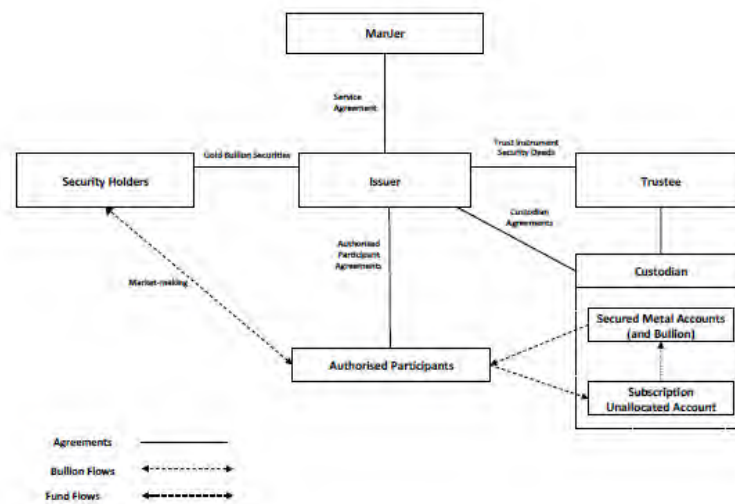 ManJer
Service
Agreement
Trust Instrument
Security Deeds
Gold Bullion Securities
Security Holders
Issuer
Trustee
Custodian
Agreements
Authorised
Participant
Agreements
Custodian
Market-making
Secured Metal Accounts
(and Bullion)
Authorised Participants
Subscription
Unallocated Account
Agreements
Bullion Flows
Fund Flows